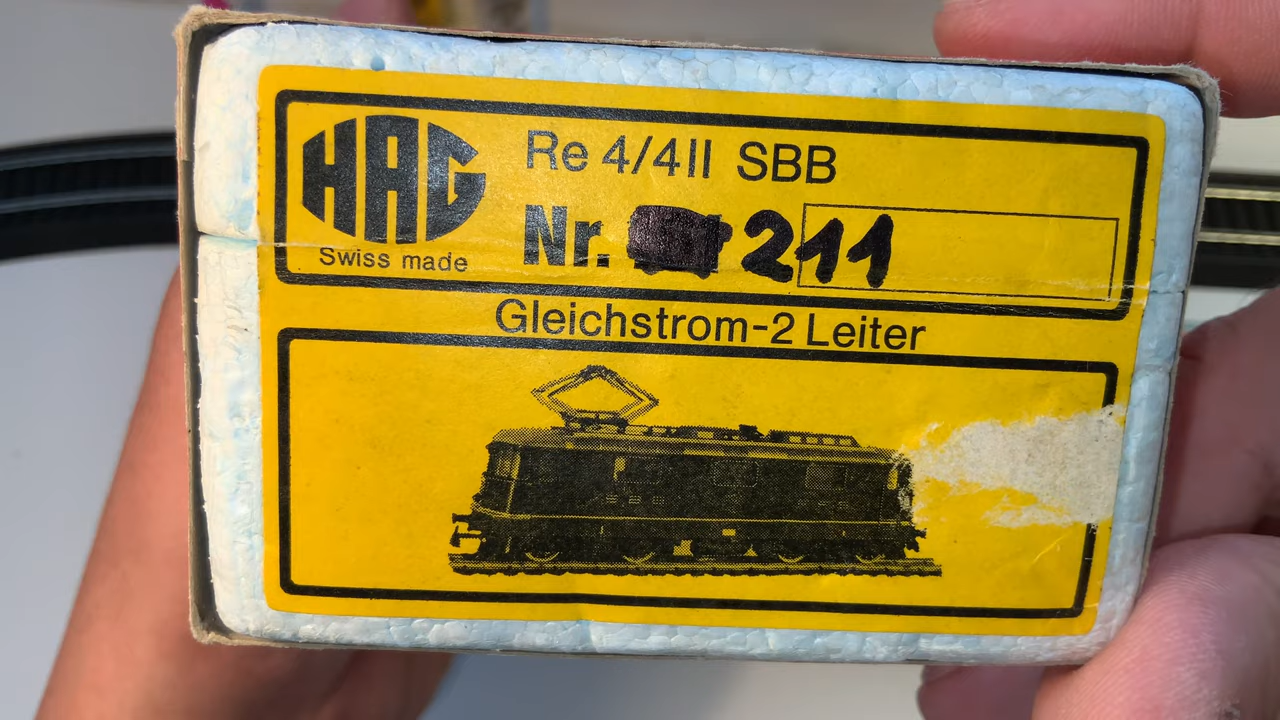 HAG
Swiss made
Re 4/4 II SBB
Nr. 211
Gleichstrom-2 Leiter